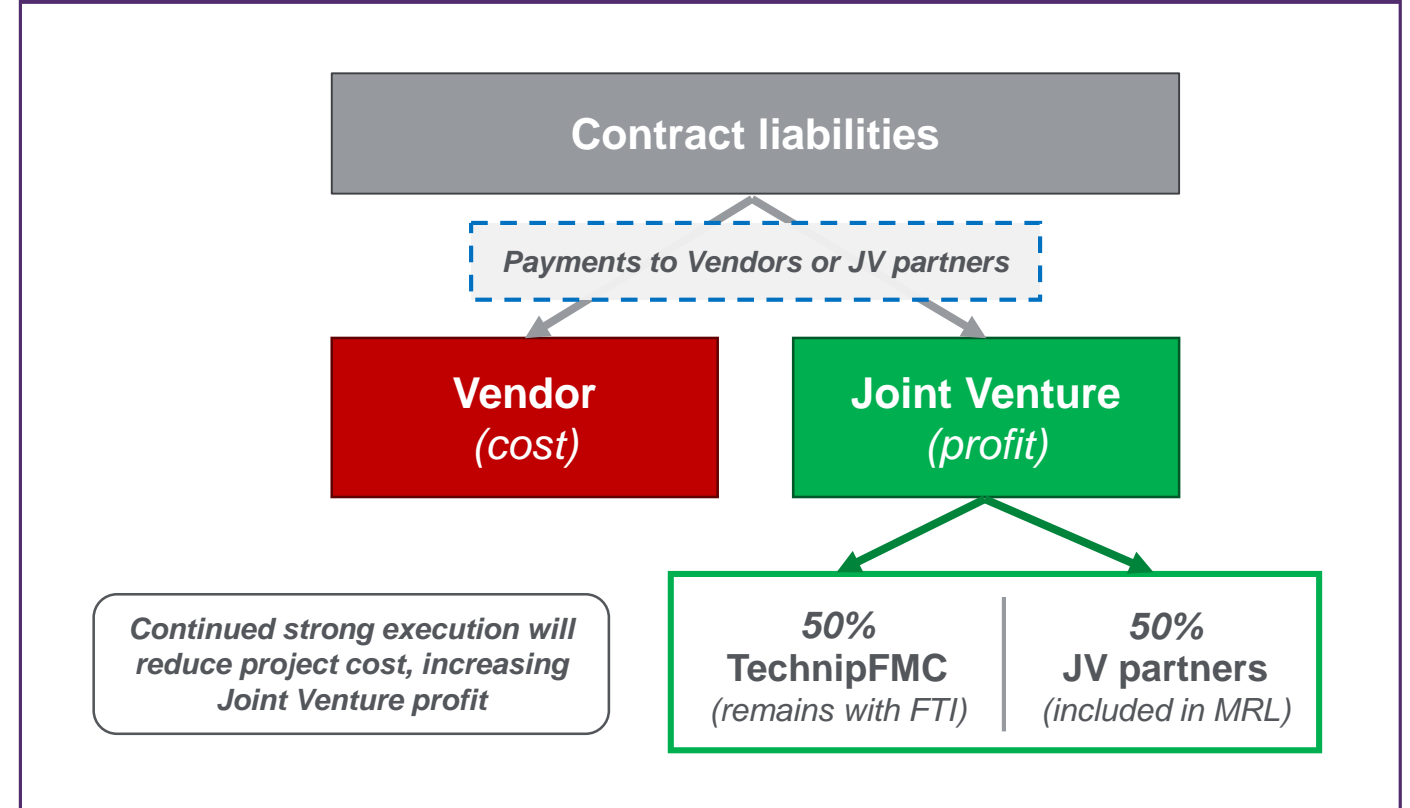 Contract liabilities
Payments to Vendors or JV partners
Vendor
(cost)
Joint Venture
(profit)
Continued strong execution will
reduce project cost, increasing
Joint Venture profit
50%
TechnipFMC
(remains with FTI)
50%
JV partners
(included in MRL)